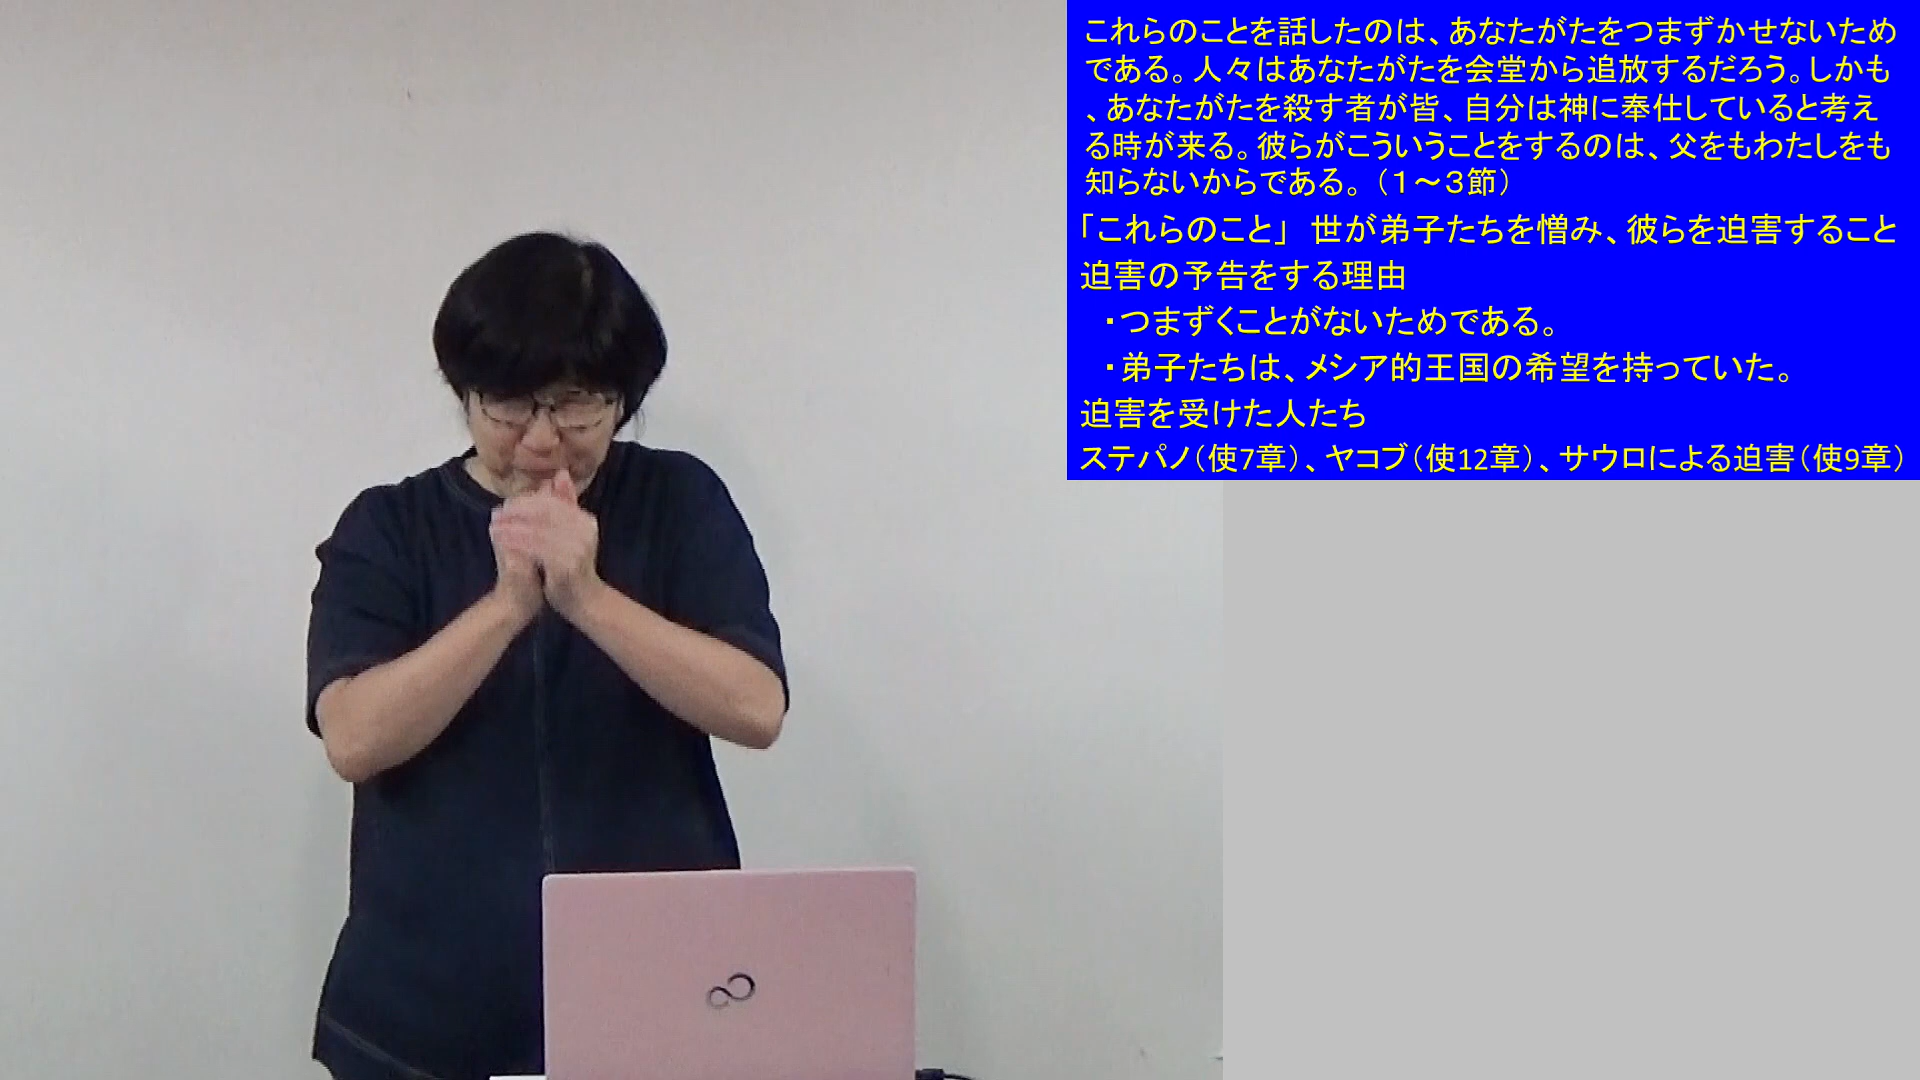 これらのことを話したのは、あなたがたをつまずかせないため
である。人々はあなたがたを会堂から追放するだろう。しかも
、あなたがたを殺す者が皆、自分は神に奉仕していると考え
る時が来る。彼らがこういうことをするのは、父をもわたしをも
知らないからである。（１～３節）
「これらのこと」　世が弟子たちを憎み、彼らを迫害すること
迫害の予告をする理由
・つまずくことがないためである。
・弟子たちは、メシア的王国の希望を持っていた。
迫害を受けた人たち
ステパノ（使7章）、ヤコブ（使12章）、サウロによる迫害（使9章）